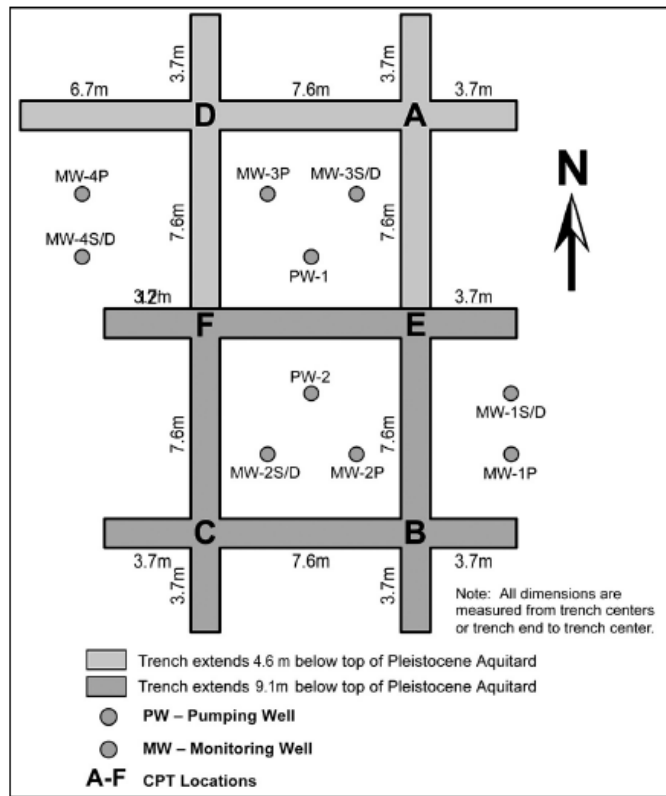 3.7m
3.7m
6.7m
7.6m
3.7m
D
A
N
MW-4P
MW-3P
MW-3S/D
MW-4S/D
7.6m
7.6m
PW-1
3.7m
F
E
3.7m
PW-2
MW-1S/D
7.6m
7.6m
MW-2S/D
MW-2P
MW-1P
C
B
3.7m
7.6m
3.7m
3.7m
3.7m
Note: All dimensions are
measured from trench centers
or trench end to trench center.
Trench extends 4.6 m below top of Pleistocene Aquitard
Trench extends 9.1m below top of Pleistocene Aquitard
PW – Pumping Well
MW – Monitoring Well
A-F CPT Locations